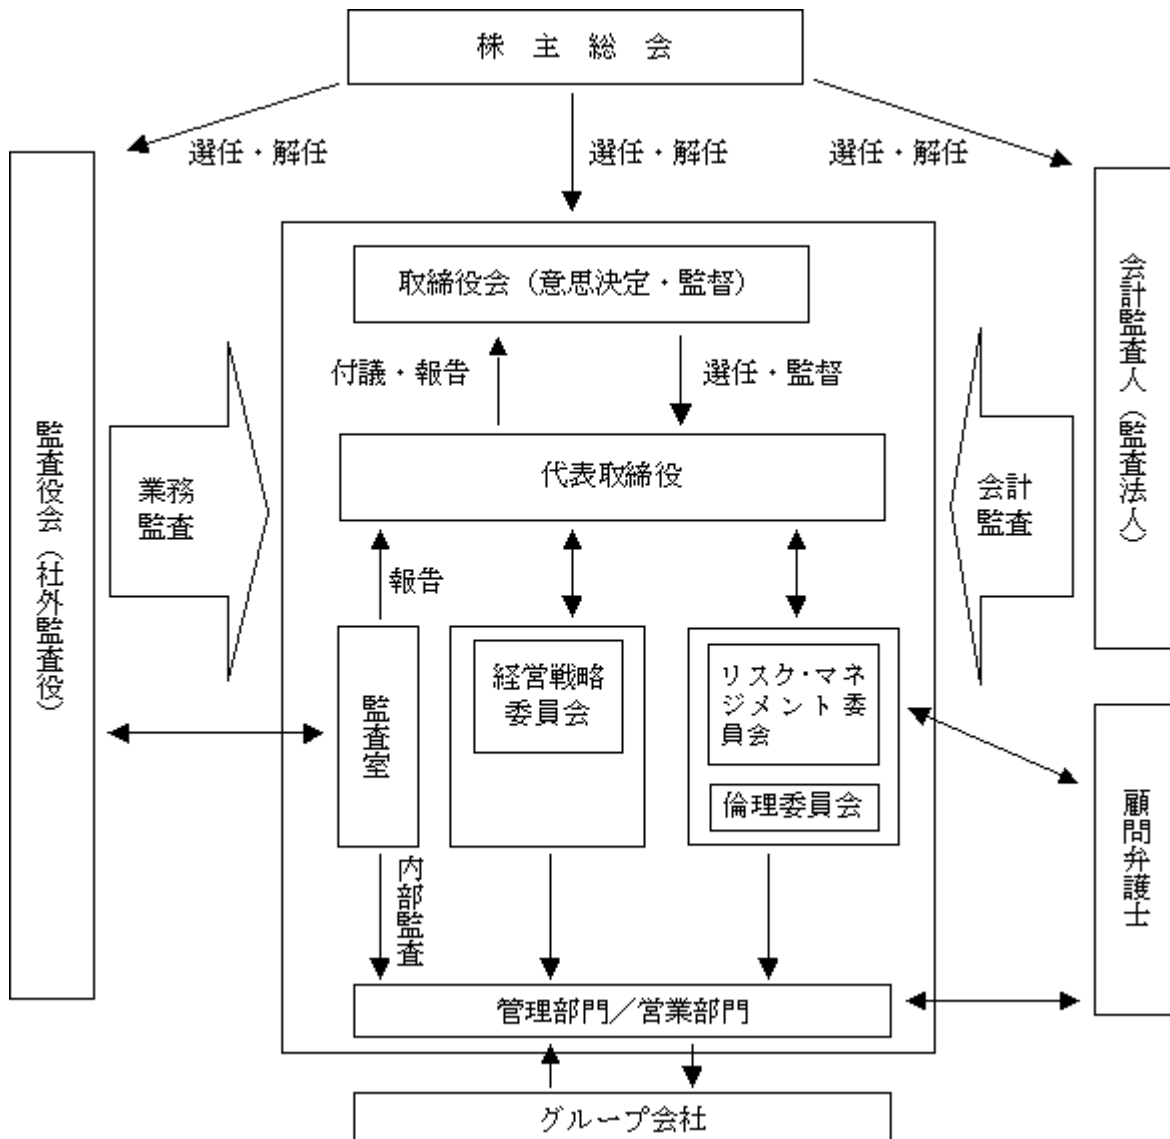 株 主 総 会
選任・解任
選任・解任
選任・解任
取締役会（意思決定・監督）
付議・報告
選任・監督
代表取締役
監査役会（社外監査役）
業務
監査
会計
監査
会計監査人（監査法人）
報告
監査室
経営戦略
委員会
リスク・マネ
ジメント委
員会
倫理委員会
顧問弁護士
内部監査
管理部門／営業部門
グループ会社